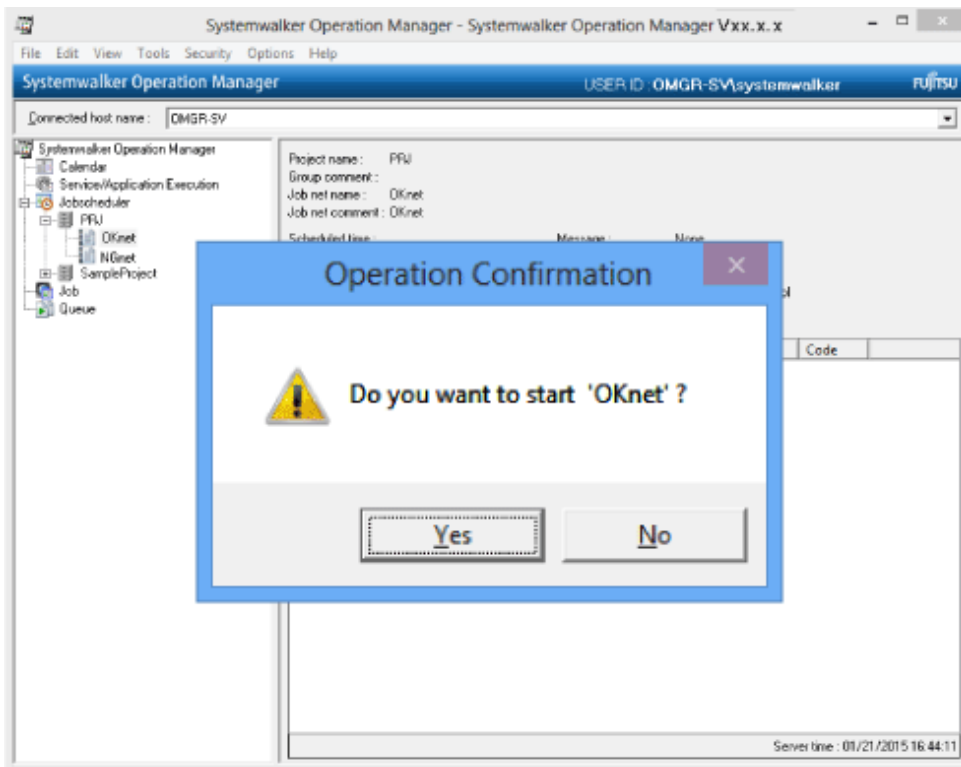 Systemwalker Operation Manager - Systemwalker Operation Manager Vxx.x.x
File Edit View Tools Security Options Help
Systemwalker Operation Manager USER ID : OMGR-SV\systemwalker FUJITSU
Connected host name : OMGR-SV
Systemwalker Operation Manager
Calendar
Service/Application Execution
Jobscheduler
PRJ
OKnet
NGnet
SampleProject
Job
Queue
Project name : PRJ
Group comment :
Job net name : OKnet
Job net comment : OKnet
Scheduled time : Message : None
Operation Confirmation
Code
Do you want to start 'OKnet' ?
Yes No
Server time : 01/21/2015 16:44:11